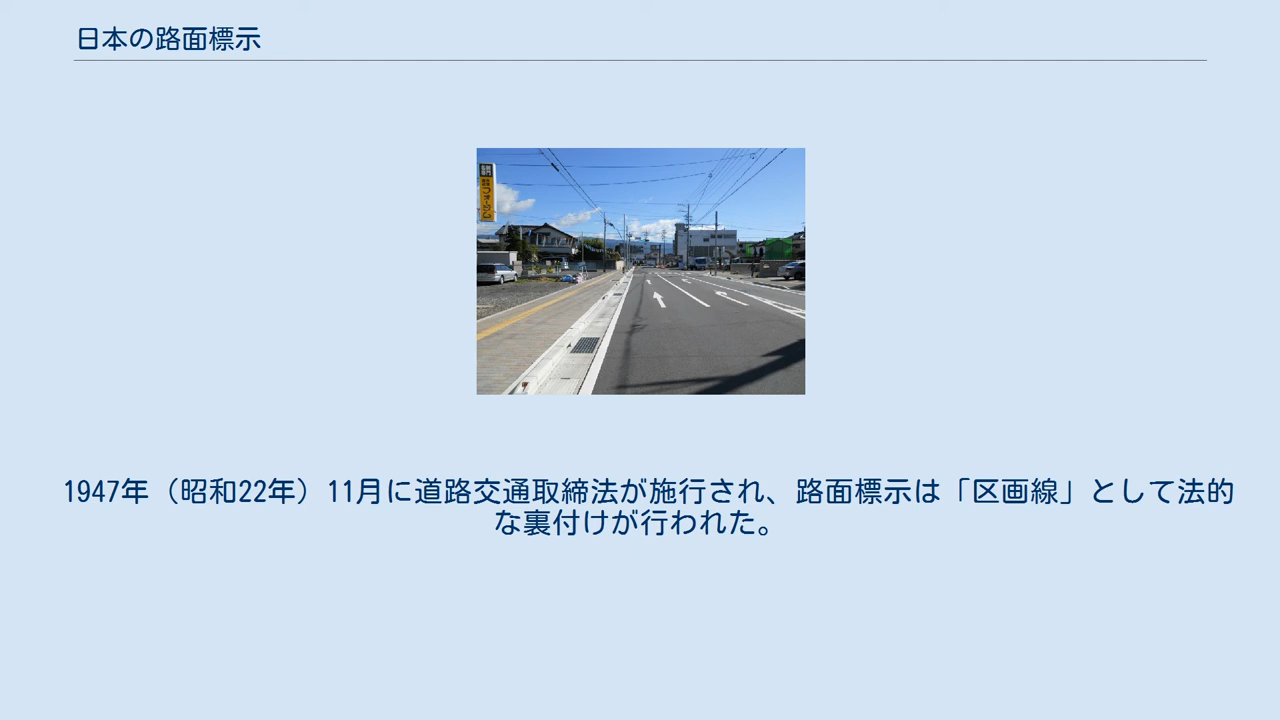 日本の路面標示
1947年（昭和22年）11月に道路交通取締法が施行され、路面標示は「区画線」として法的
な裏付けが行われた。